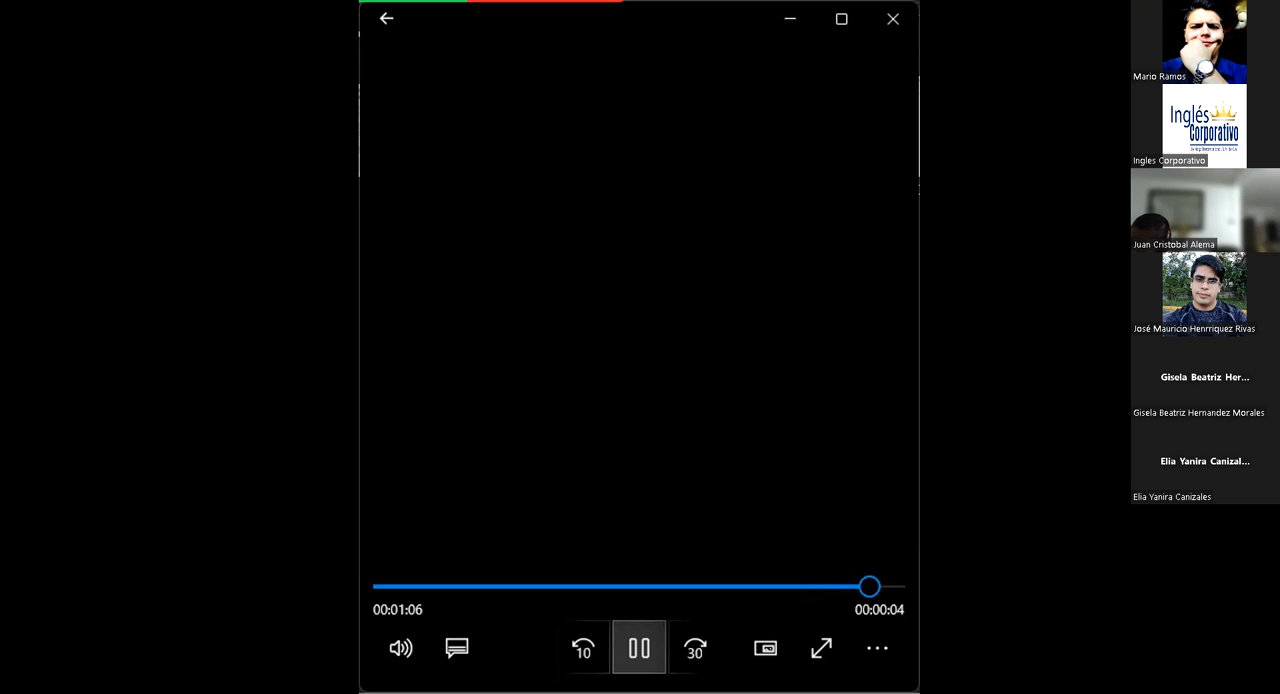 Mario Ramos
Inglés
Corporativo
Ingles Corporativo
Juan Cristobal Alema
José Mauricio Henrriquez Rivas
Gisela Beatriz Her...
Gisela Beatriz Hernandez Morales
Elia Yanira Canizal...
Elia Yanira Canizales
00:01:06
00:00:04
10
30